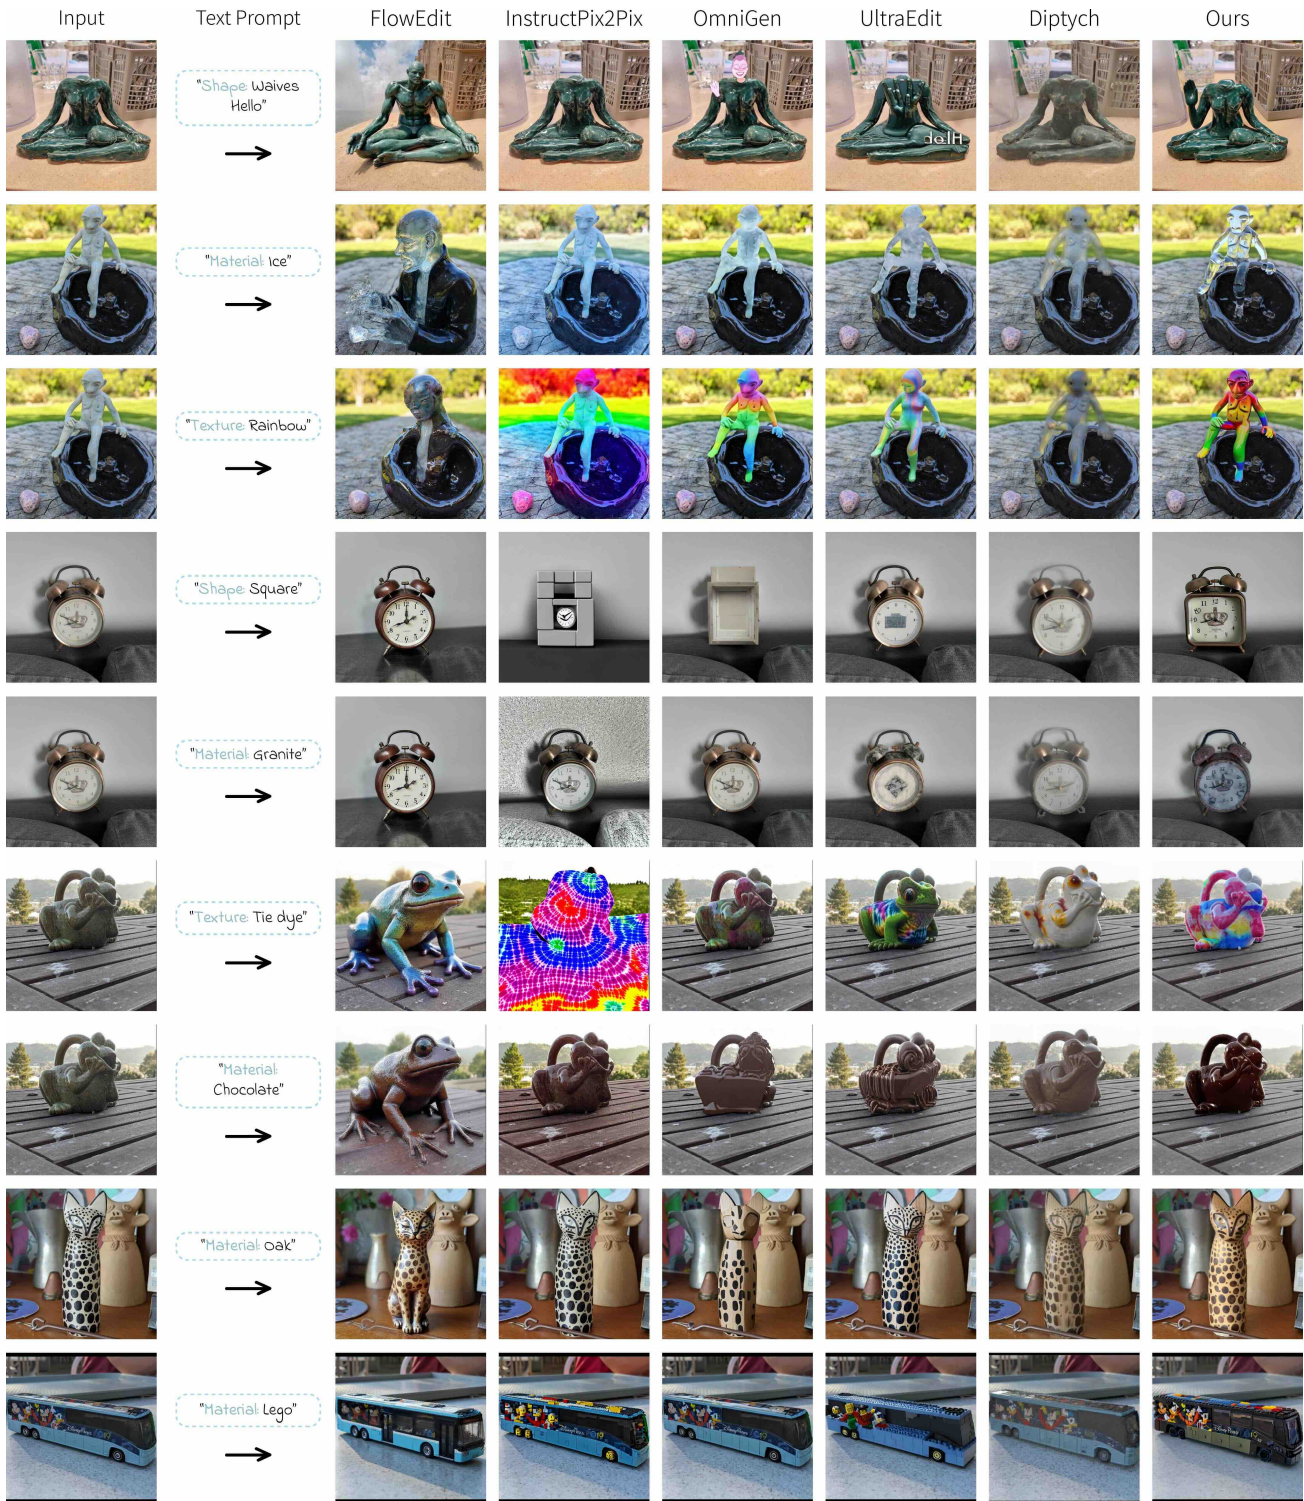 Input Text Prompt FlowEdit InstructPix2Pix OmniGen UltraEdit Diptych Ours
"Shape: Waives
Hello"
"Material: Ice"
"Texture: Rainbow"
"Shape: Square"
"Material: Granite"
"Texture: Tie dye"
"Material:
Chocolate"
"Material: Oak"
"Material: Lego"